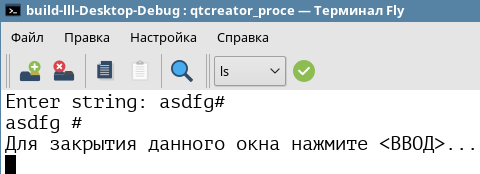 build-lll-Desktop-Debug : qtcreator_proce — Терминал Fly
Файл Правка Настройка Справка
ls
Enter string: asdfg#
asdfg #
Для закрытия данного окна нажмите <ВВОД>...